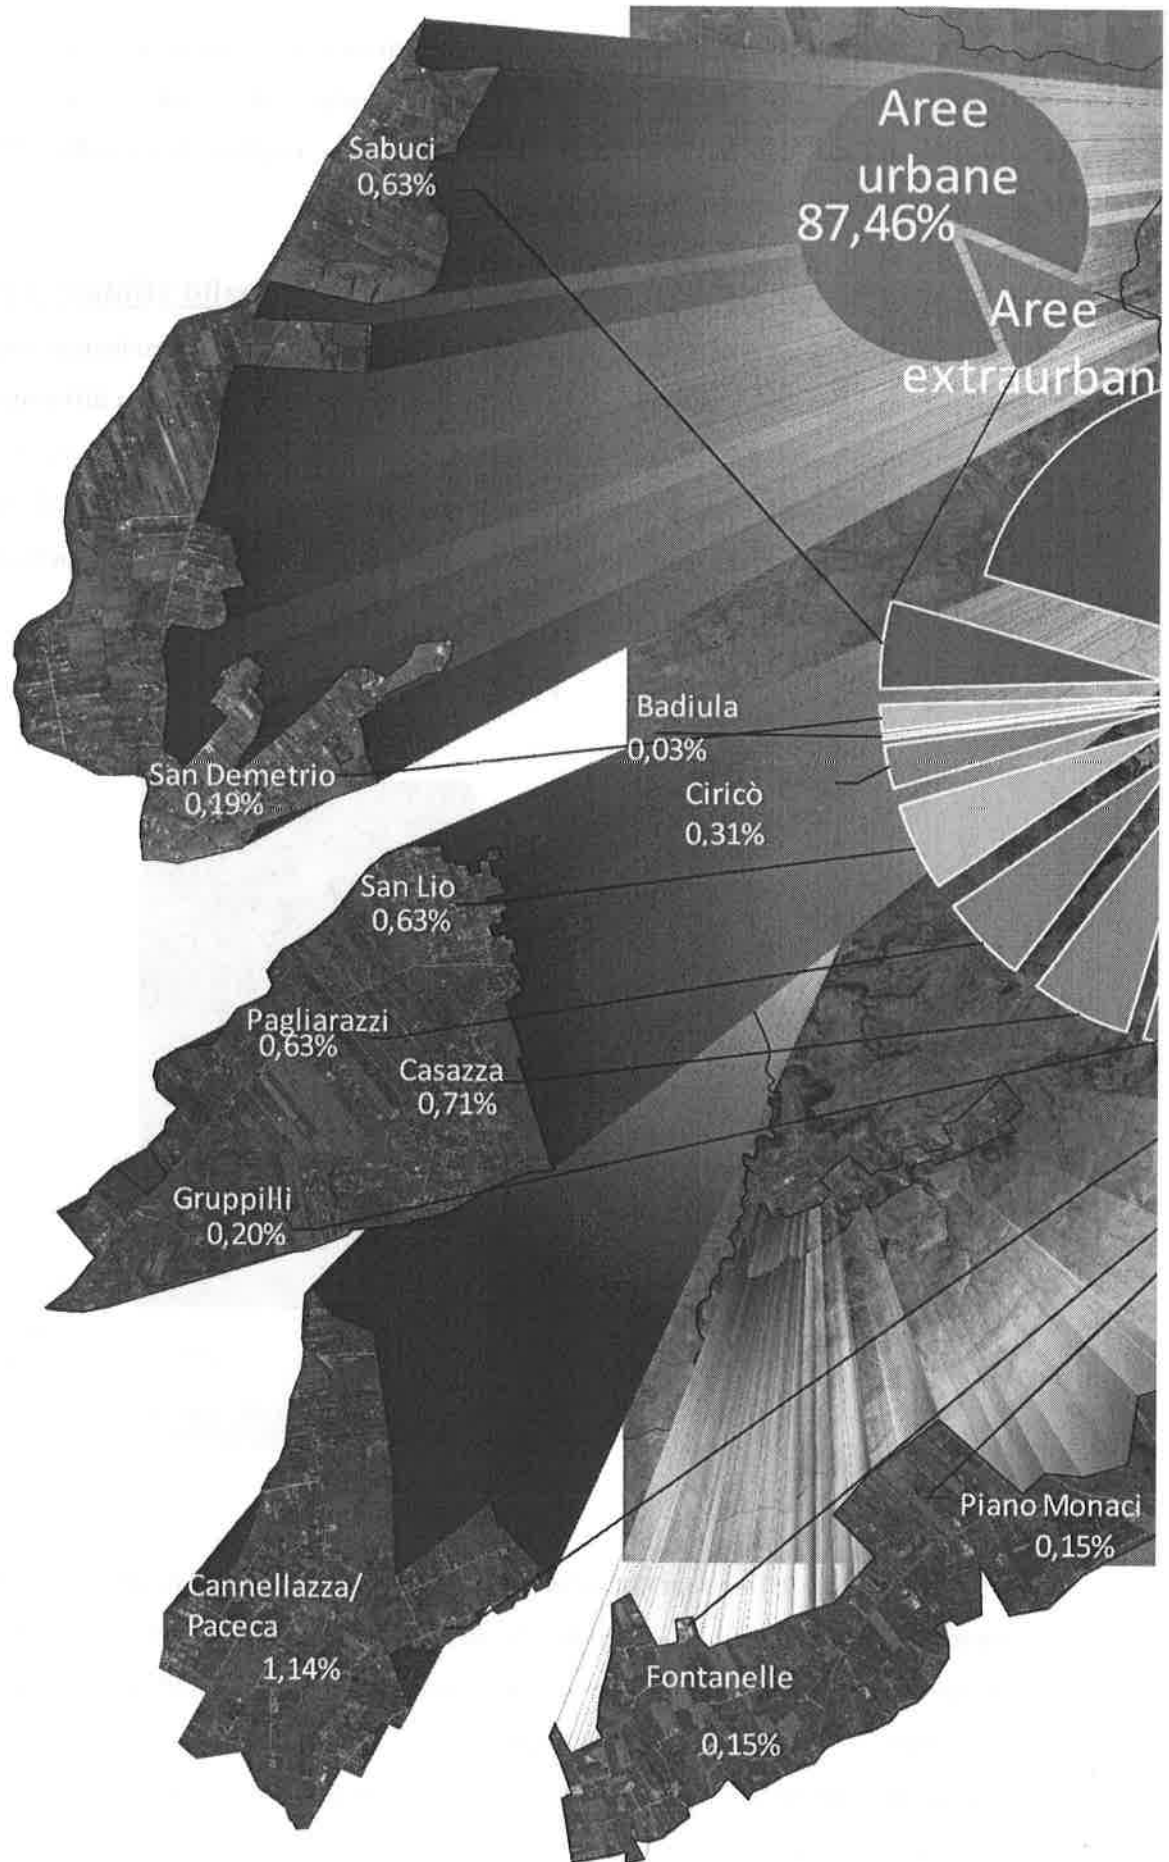 Aree
urbane
87,46%
Aree
extraurban
Sabuci
0,63%
Badiula
0,03%
San Demetrio
0,19%
Ciricò
0,31%
San Lio
0,63%
Pagliarazzi
0,63%
Casazza
0,71%
Gruppilli
0,20%
Piano Monaci
0,15%
Cannellazza/
Paceca
1,14%
Fontanelle
0,15%